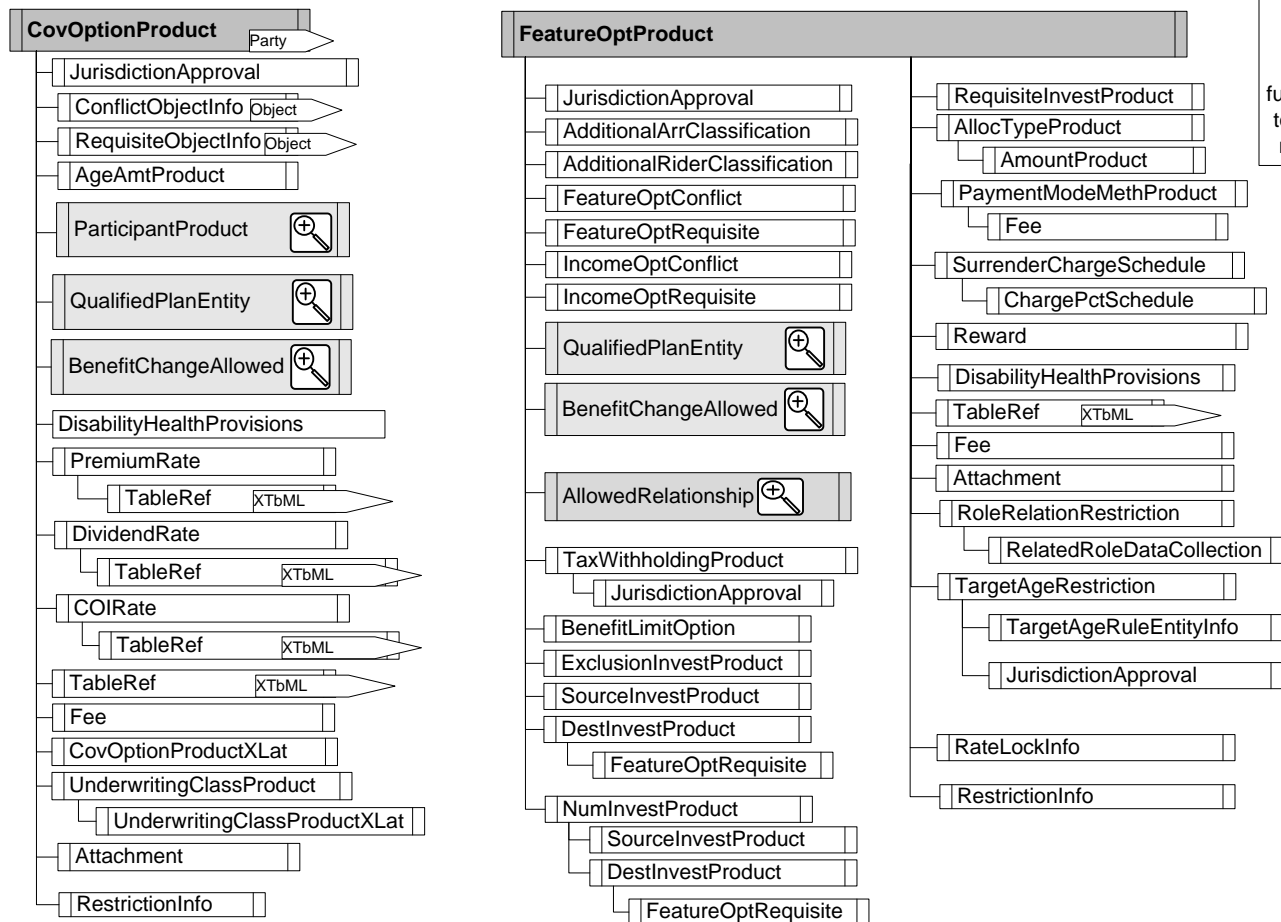 CovOptionProduct
Party
JurisdictionApproval
ConflictObjectInfo
Object
RequisiteObjectInfo
Object
AgeAmtProduct
ParticipantProduct
QualifiedPlanEntity
BenefitChangeAllowed
DisabilityHealthProvisions
PremiumRate
TableRef
XTbML
DividendRate
TableRef
XTbML
COIRate
TableRef
XTbML
TableRef
XTbML
Fee
CovOptionProductXLat
UnderwritingClassProduct
UnderwritingClassProductXLat
Attachment
RestrictionInfo
FeatureOptProduct
JurisdictionApproval
AdditionalArrClassification
AdditionalRiderClassification
FeatureOptConflict
FeatureOptRequisite
IncomeOptConflict
IncomeOptRequisite
QualifiedPlanEntity
BenefitChangeAllowed
AllowedRelationship
TaxWithholdingProduct
JurisdictionApproval
BenefitLimitOption
ExclusionInvestProduct
SourceInvestProduct
DestInvestProduct
FeatureOptRequisite
NumInvestProduct
SourceInvestProduct
DestInvestProduct
FeatureOptRequisite
RequisiteInvestProduct
AllocTypeProduct
AmountProduct
PaymentModeMethProduct
Fee
SurrenderChargeSchedule
ChargePctSchedule
Reward
DisabilityHealthProvisions
TableRef
XTbML
Fee
Attachment
RoleRelationRestriction
RelatedRoleDataCollection
TargetAgeRestriction
TargetAgeRuleEntityInfo
JurisdictionApproval
RateLockInfo
RestrictionInfo